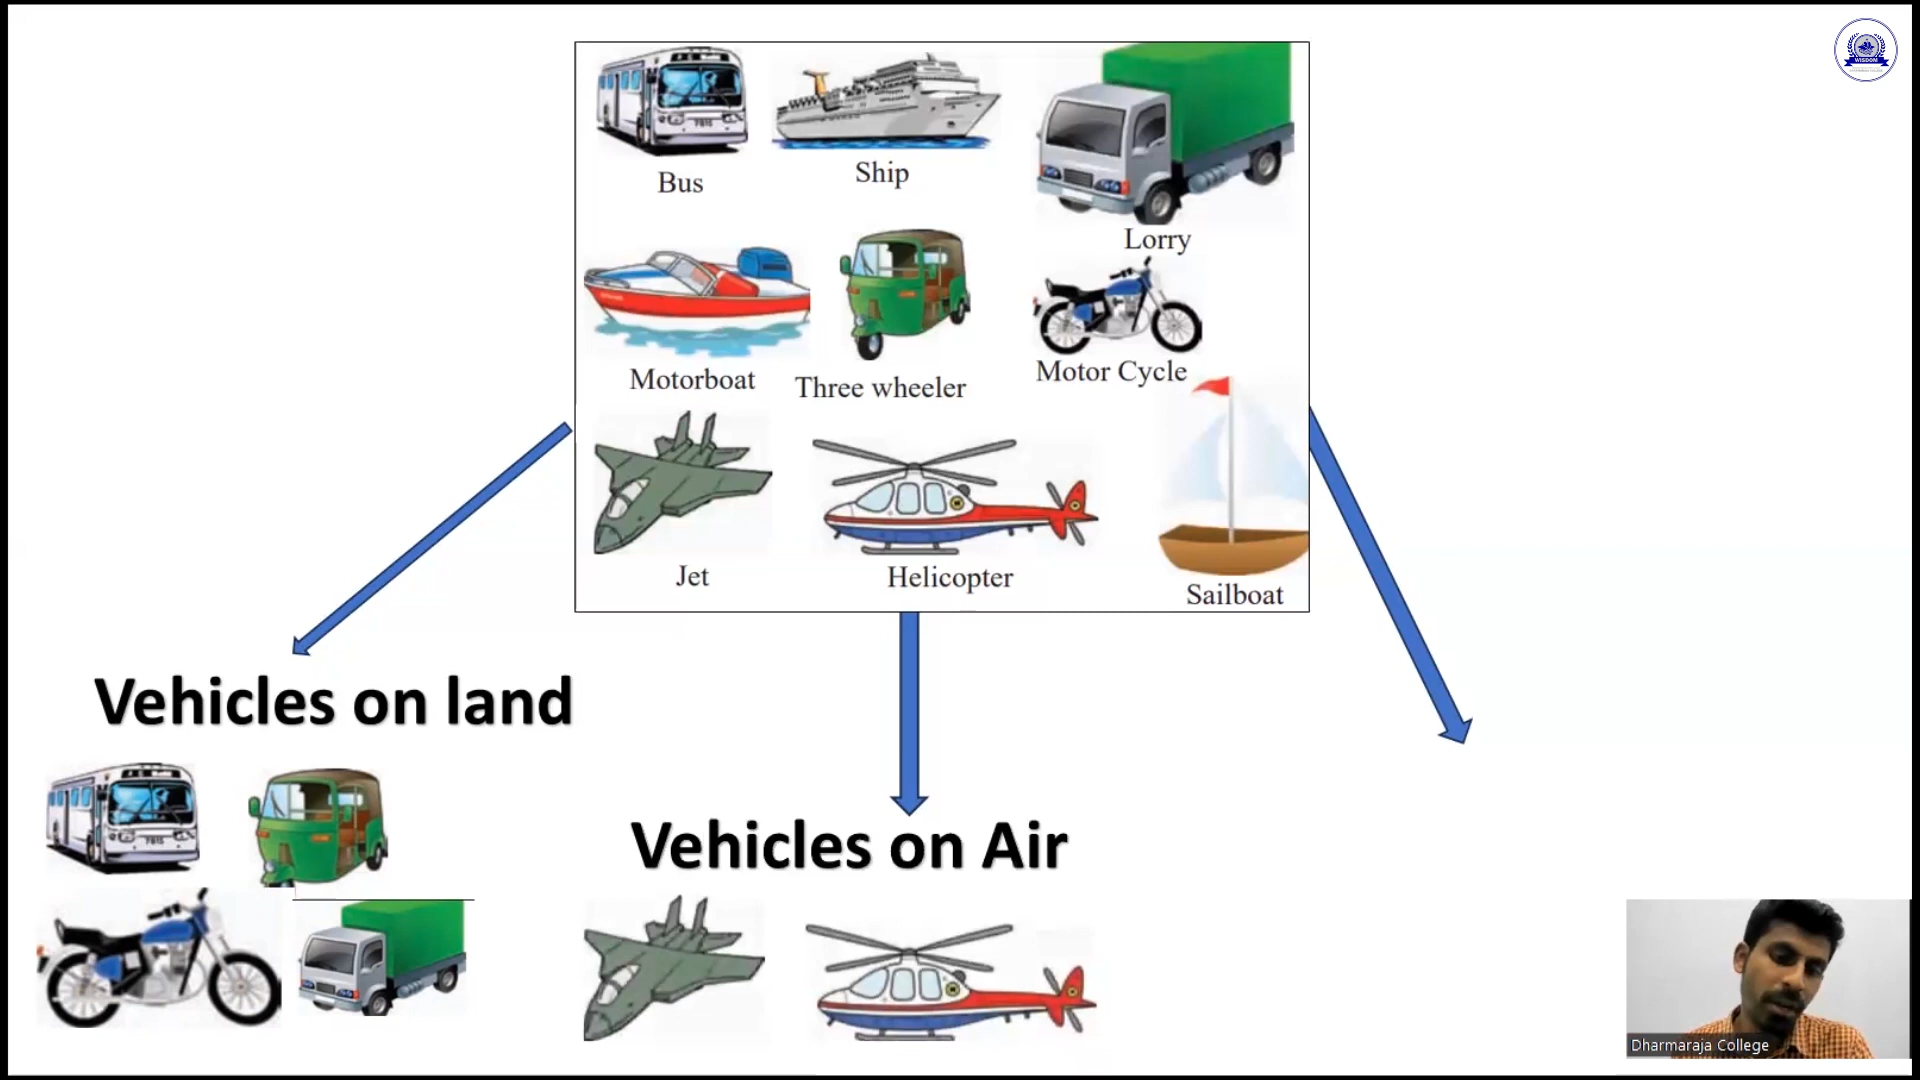 WISDOM
Bus
Ship
Lorry
Motorboat
Three wheeler
Motor Cycle
Jet
Helicopter
Sailboat
Vehicles on land
Vehicles on Air
Dharmaraja College